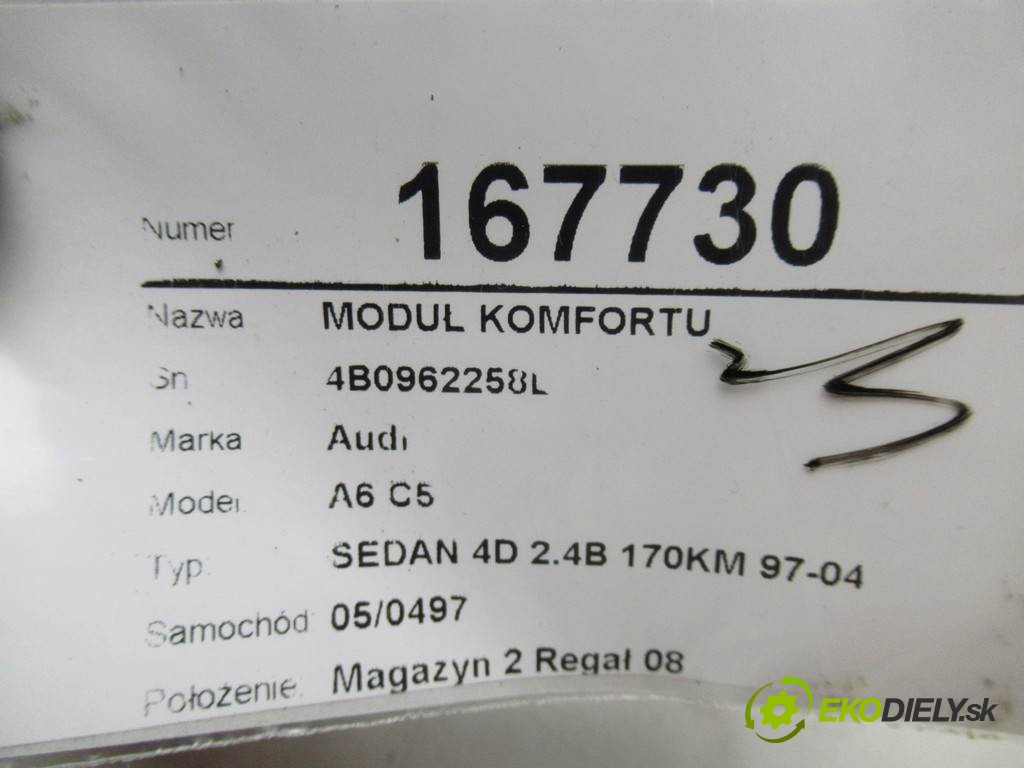 Numer 167730
Nazwa MODUŁ KOMFORTU
Sn 4B0962258L
Marka Audi
Model A6 C5
Typ SEDAN 4D 2.4B 170KM 97-04
Samochód 05/0497
Położenie Magazyn 2 Regał 08
EKODIELY.sk